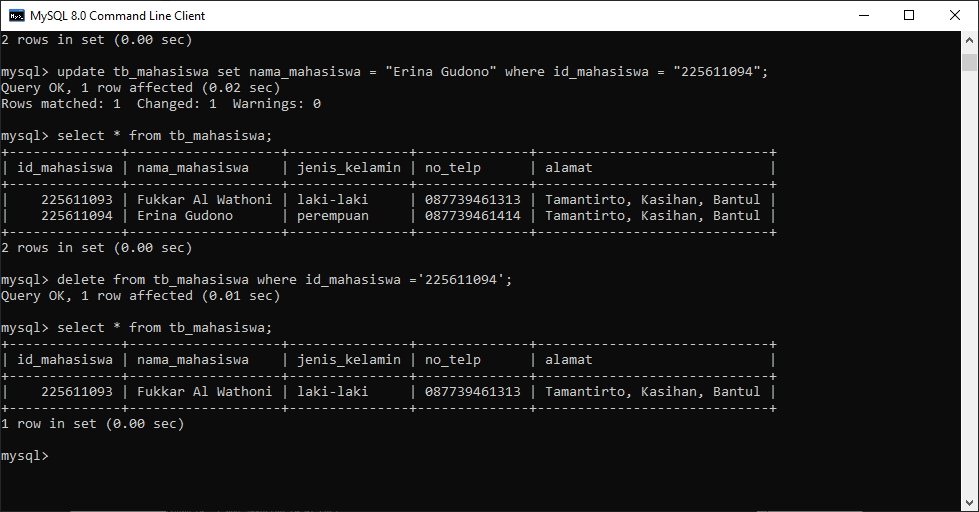 MySQL 8.0 Command Line Client
2 rows in set (0.00 sec)
mysql> update tb_mahasiswa set nama_mahasiswa = "Erina Gudono" where id_mahasiswa = "225611094";
Query OK, 1 row affected (0.02 sec)
Rows matched: 1  Changed: 1  Warnings: 0
mysql> select * from tb_mahasiswa;
+--------------+-------------------+---------------+--------------+-----------------------------+
| id_mahasiswa | nama_mahasiswa    | jenis_kelamin | no_telp      | alamat                      |
+--------------+-------------------+---------------+--------------+-----------------------------+
|    225611093 | Fukkar Al Wathoni | laki-laki     | 087739461313 | Tamantirto, Kasihan, Bantul |
|    225611094 | Erina Gudono      | perempuan     | 087739461414 | Tamantirto, Kasihan, Bantul |
+--------------+-------------------+---------------+--------------+-----------------------------+
2 rows in set (0.00 sec)
mysql> delete from tb_mahasiswa where id_mahasiswa ='225611094';
Query OK, 1 row affected (0.01 sec)
mysql> select * from tb_mahasiswa;
+--------------+-------------------+---------------+--------------+-----------------------------+
| id_mahasiswa | nama_mahasiswa    | jenis_kelamin | no_telp      | alamat                      |
+--------------+-------------------+---------------+--------------+-----------------------------+
|    225611093 | Fukkar Al Wathoni | laki-laki     | 087739461313 | Tamantirto, Kasihan, Bantul |
+--------------+-------------------+---------------+--------------+-----------------------------+
1 row in set (0.00 sec)
mysql>